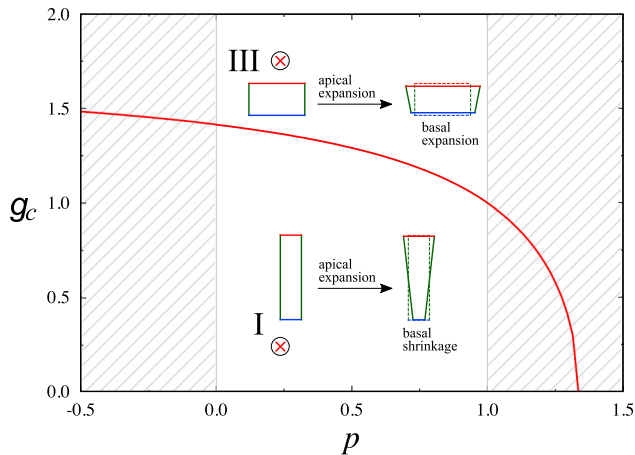 2.0
III
apical
expansion
basal
expansion
1.5
gc
1.0
apical
expansion
0.5
I
basal
shrinkage
0.0
-0.5
0.0
0.5
1.0
1.5
p